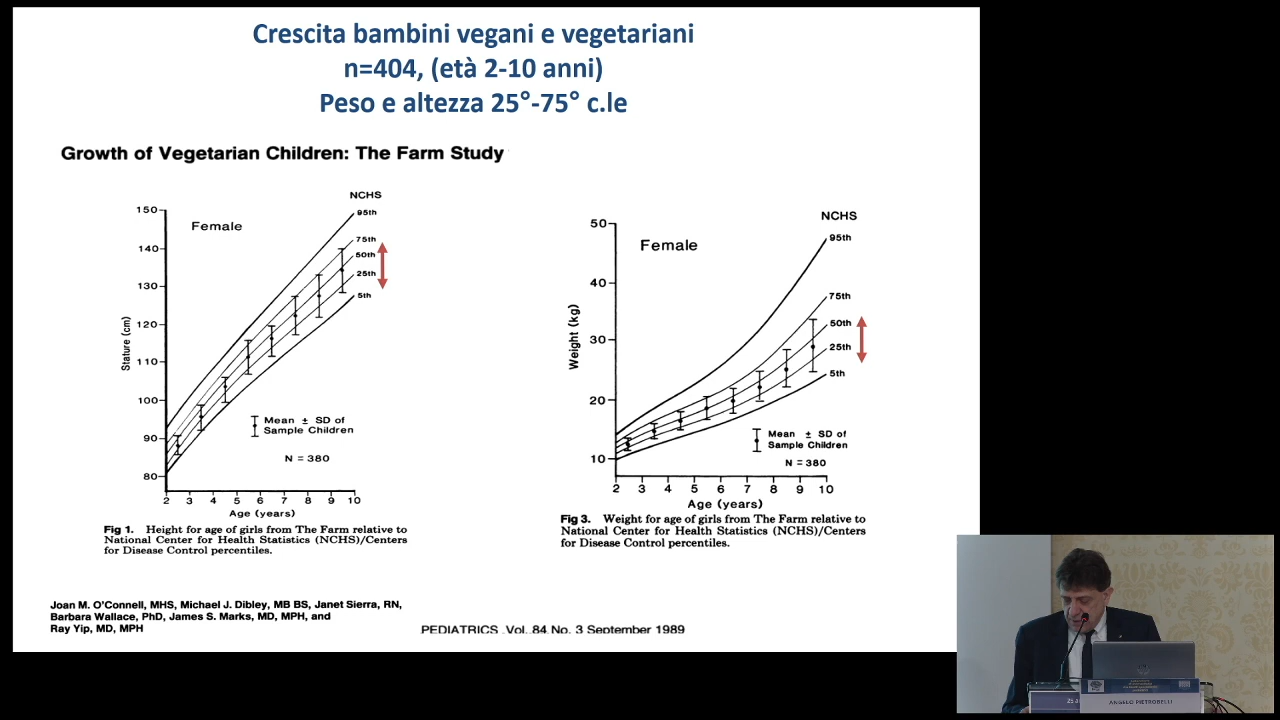 Crescita bambini vegani e vegetariani
n=404, (età 2-10 anni)
Peso e altezza 25°-75° c.le
Growth of Vegetarian Children: The Farm Study
NCHS
150
140
130
120
110
100
90
80
Stature (cm)
Female
95th
75th
50th
25th
5th
Mean ± SD of
Sample Children
N = 380
2 3 4 5 6 7 8 9 10
Age (years)
Fig 1. Height for age of girls from The Farm relative to
National Center for Health Statistics (NCHS)/Centers
for Disease Control percentiles.
NCHS
50
40
30
20
10
Weight (kg)
Female
95th
75th
50th
25th
5th
Mean ± SD of
Sample Children
N = 380
2 3 4 5 6 7 8 9 10
Age (years)
Fig 3. Weight for age of girls from The Farm relative to
National Center for Health Statistics (NCHS)/Centers
for Disease Control percentiles.
Joan M. O'Connell, MHS, Michael J. Dibley, MB BS, Janet Sierra, RN,
Barbara Wallace, PhD, James S. Marks, MD, MPH, and
Ray Yip, MD, MPH
PEDIATRICS Vol. 84 No. 3 September 1989
ANGELO PIETROBELLI